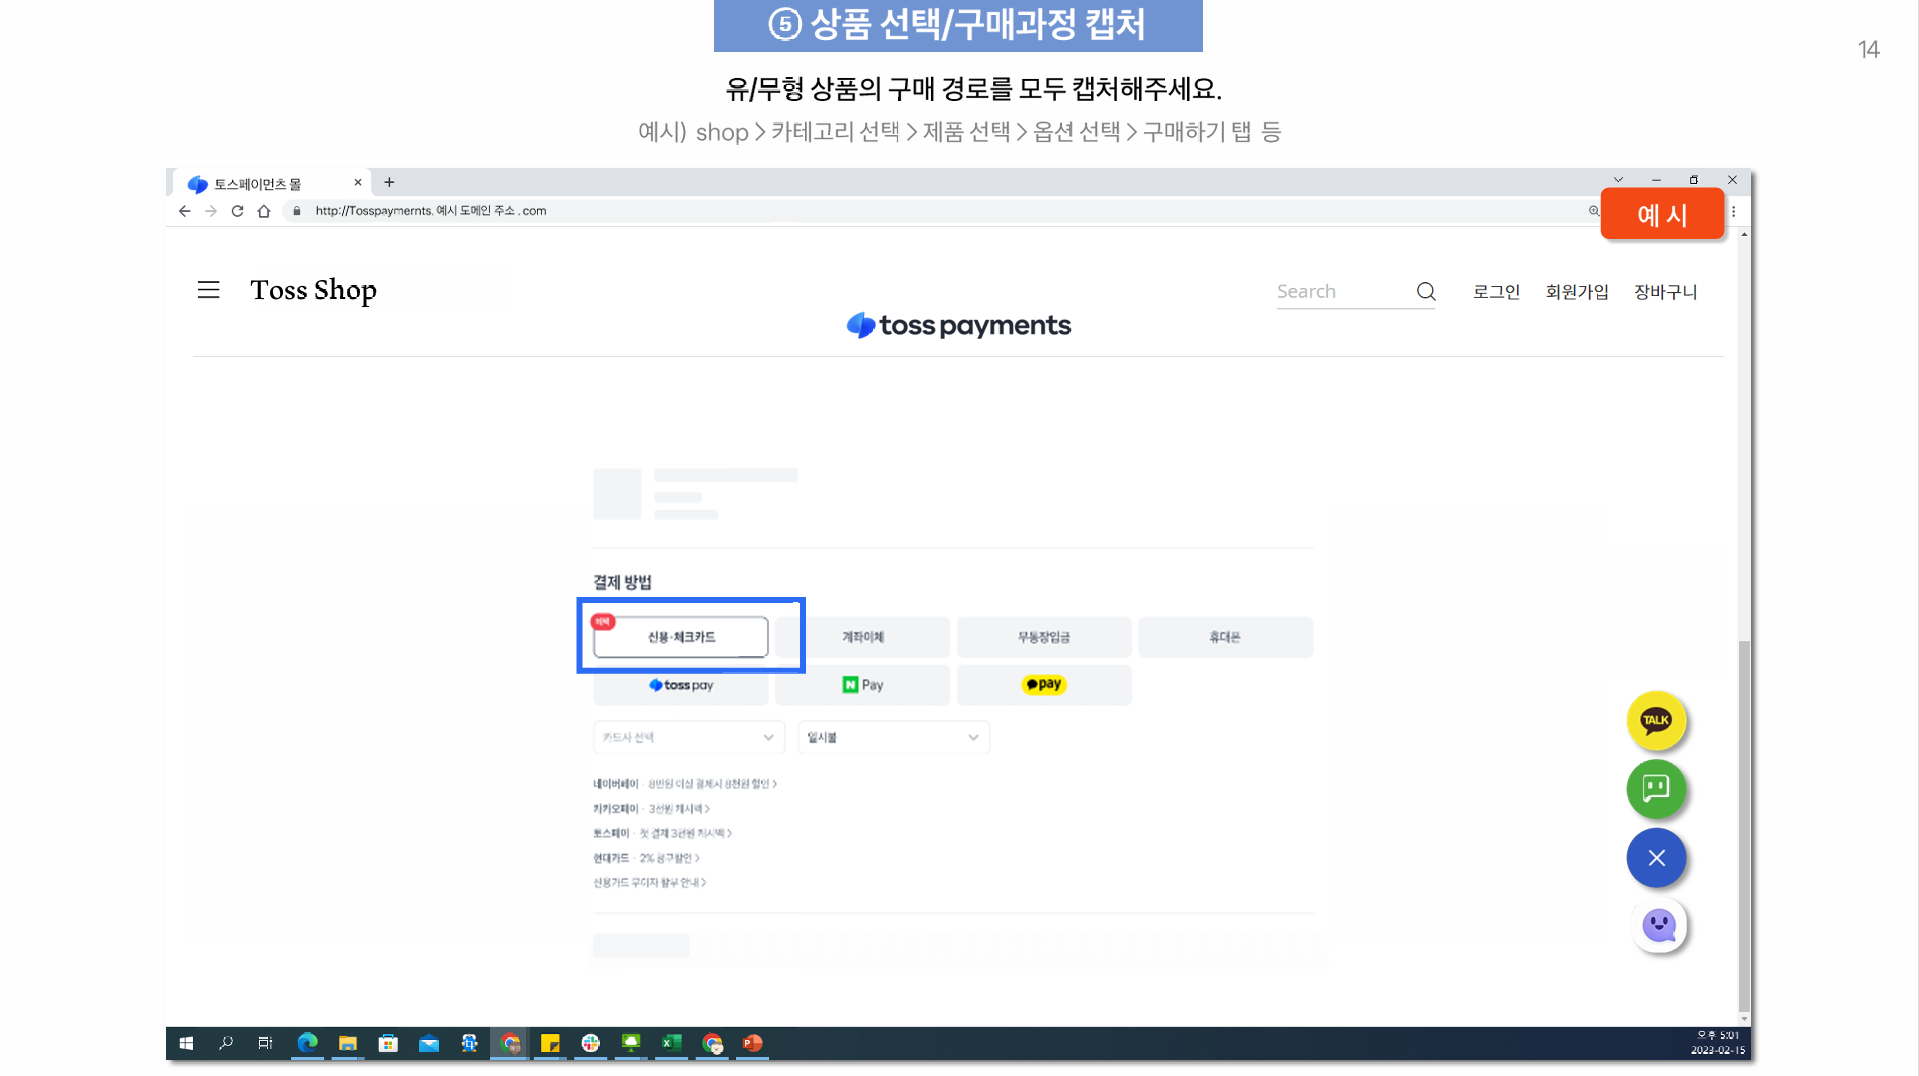 ⑤ 상품 선택/구매과정 캡처
14
유/무형 상품의 구매 경로를 모두 캡처해주세요.
예시) shop > 카테고리 선택 > 제품 선택 > 옵션 선택 > 구매하기 탭 등
토스페이먼츠 몰
http://Tosspaymernts. 예시 도메인 주소 . com
예 시
Toss Shop
Search
로그인 회원가입 장바구니
toss payments
결제 방법
혜택
신용·체크카드 계좌이체 무통장입금 휴대폰
toss pay N Pay pay
카드사 선택 일시불
네이버페이 · 8만원 이상 결제시 8천원 할인 >
카카오페이 · 3천원 캐시백 >
토스페이 · 첫 결제 3천원 캐시백 >
현대카드 · 2% 청구할인 >
신용카드 무이자 할부 안내 >
TALK
오후 5:01
2023-02-15